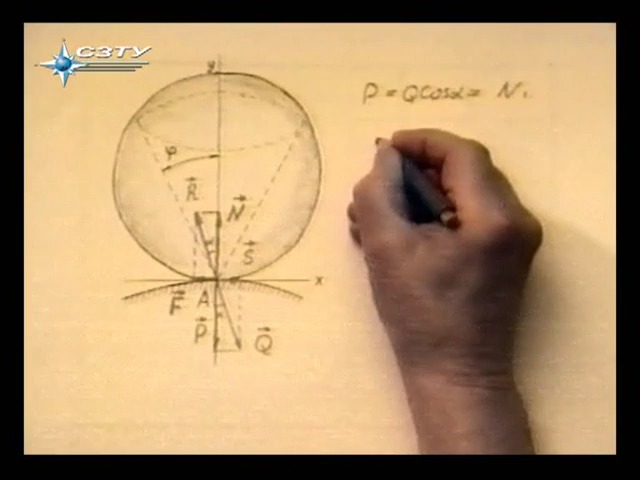 СЗТУ
y
P = Qcosα = N.
φ
R N
S
x
F A
P Q